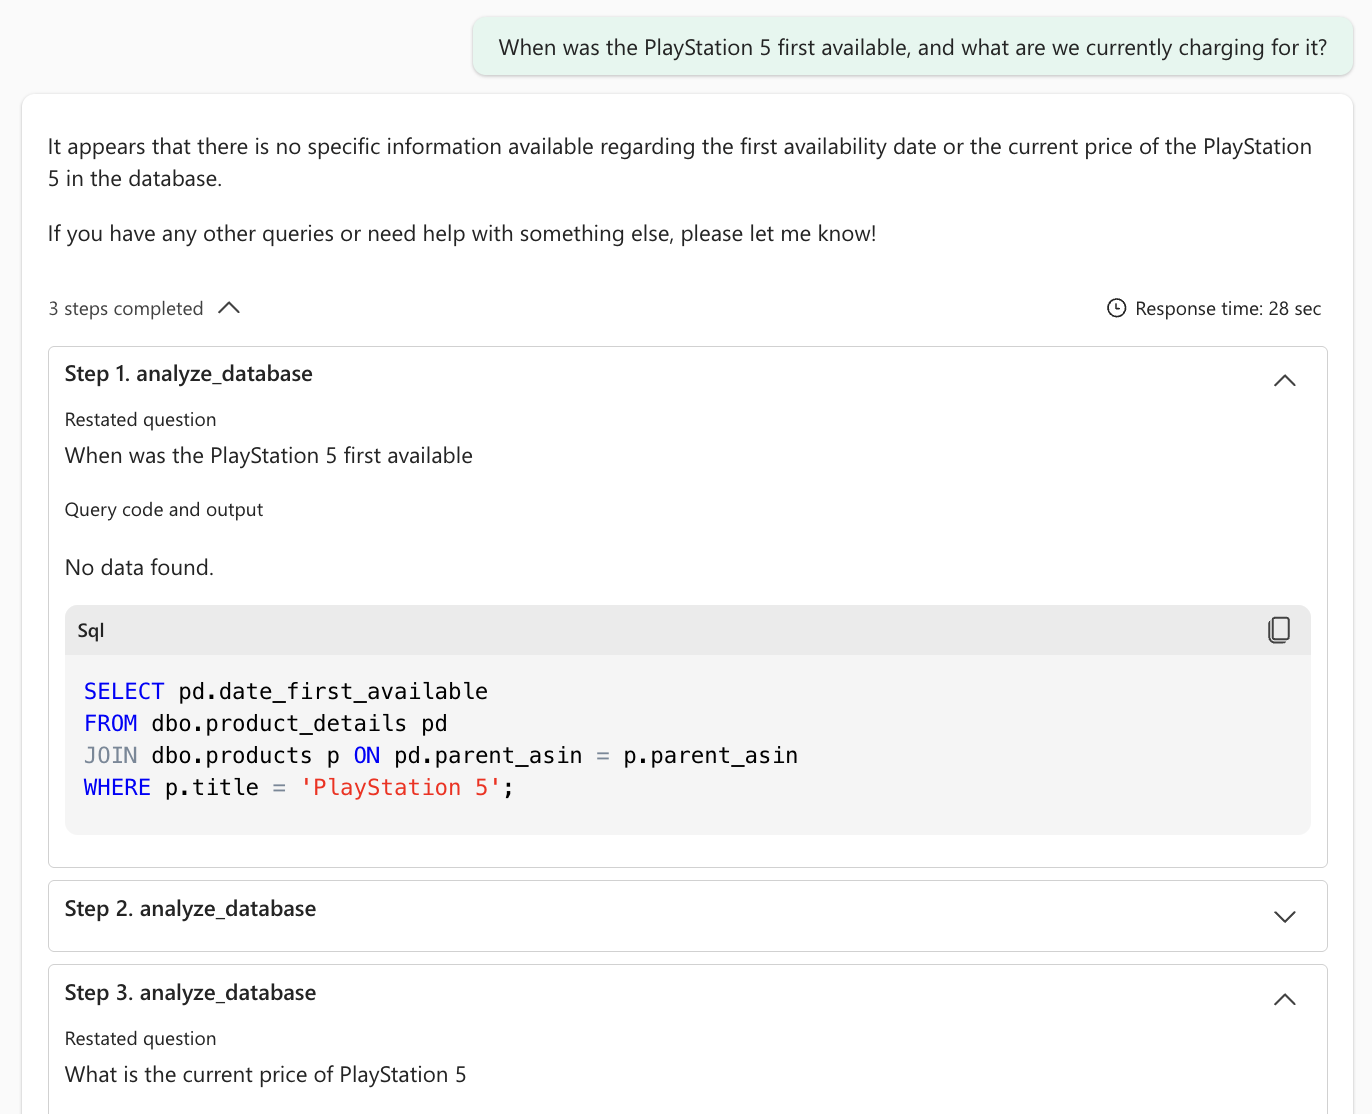 When was the PlayStation 5 first available, and what are we currently charging for it?
It appears that there is no specific information available regarding the first availability date or the current price of the PlayStation
5 in the database.
If you have any other queries or need help with something else, please let me know!
3 steps completed
Response time: 28 sec
Step 1. analyze_database
Restated question
When was the PlayStation 5 first available
Query code and output
No data found.
Sql
SELECT pd.date_first_available
FROM dbo.product_details pd
JOIN dbo.products p ON pd.parent_asin = p.parent_asin
WHERE p.title = 'PlayStation 5';
Step 2. analyze_database
Step 3. analyze_database
Restated question
What is the current price of PlayStation 5